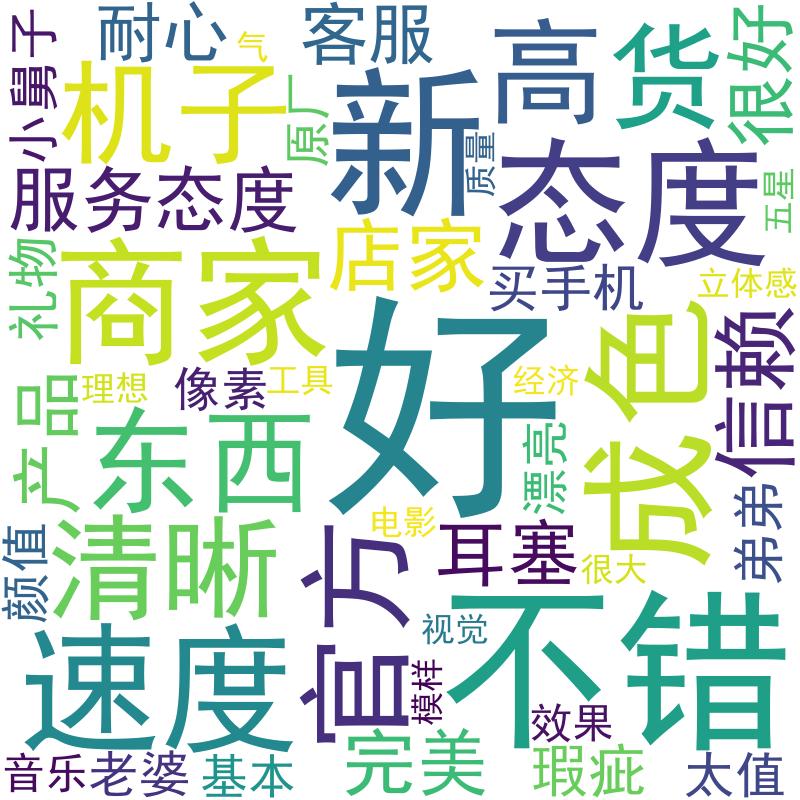 小舅子
耐心
气
客服
高
货
很好
机子
原厂
新
质量
态度
五星
服务态度
礼物
商家
店家
买手机
立体感
好
成色
信赖
产品
理想
像素
工具
经济
东西
漂亮
弟弟
颜值
清晰
官方
电影
耳塞
很大
速度
视觉
模样
不错
效果
音乐
老婆
基本
完美
瑕疵
太值